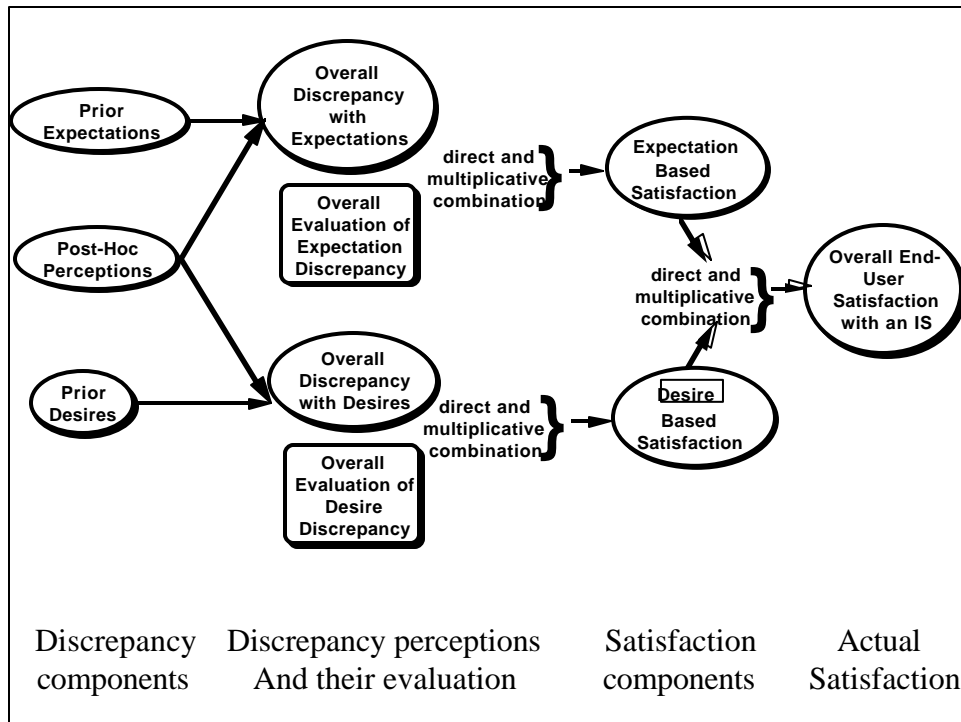 Prior
Expectations
Overall
Discrepancy
with
Expectations
direct and
multiplicative
combination
Expectation
Based
Satisfaction
Overall
Evaluation of
Expectation
Discrepancy
Post-Hoc
Perceptions
direct and
multiplicative
combination
Overall End-
User
Satisfaction
with an IS
Prior
Desires
Overall
Discrepancy
with Desires
direct and
multiplicative
combination
Desire
Based
Satisfaction
Overall
Evaluation of
Desire
Discrepancy
Discrepancy
components
Discrepancy perceptions
And their evaluation
Satisfaction
components
Actual
Satisfaction